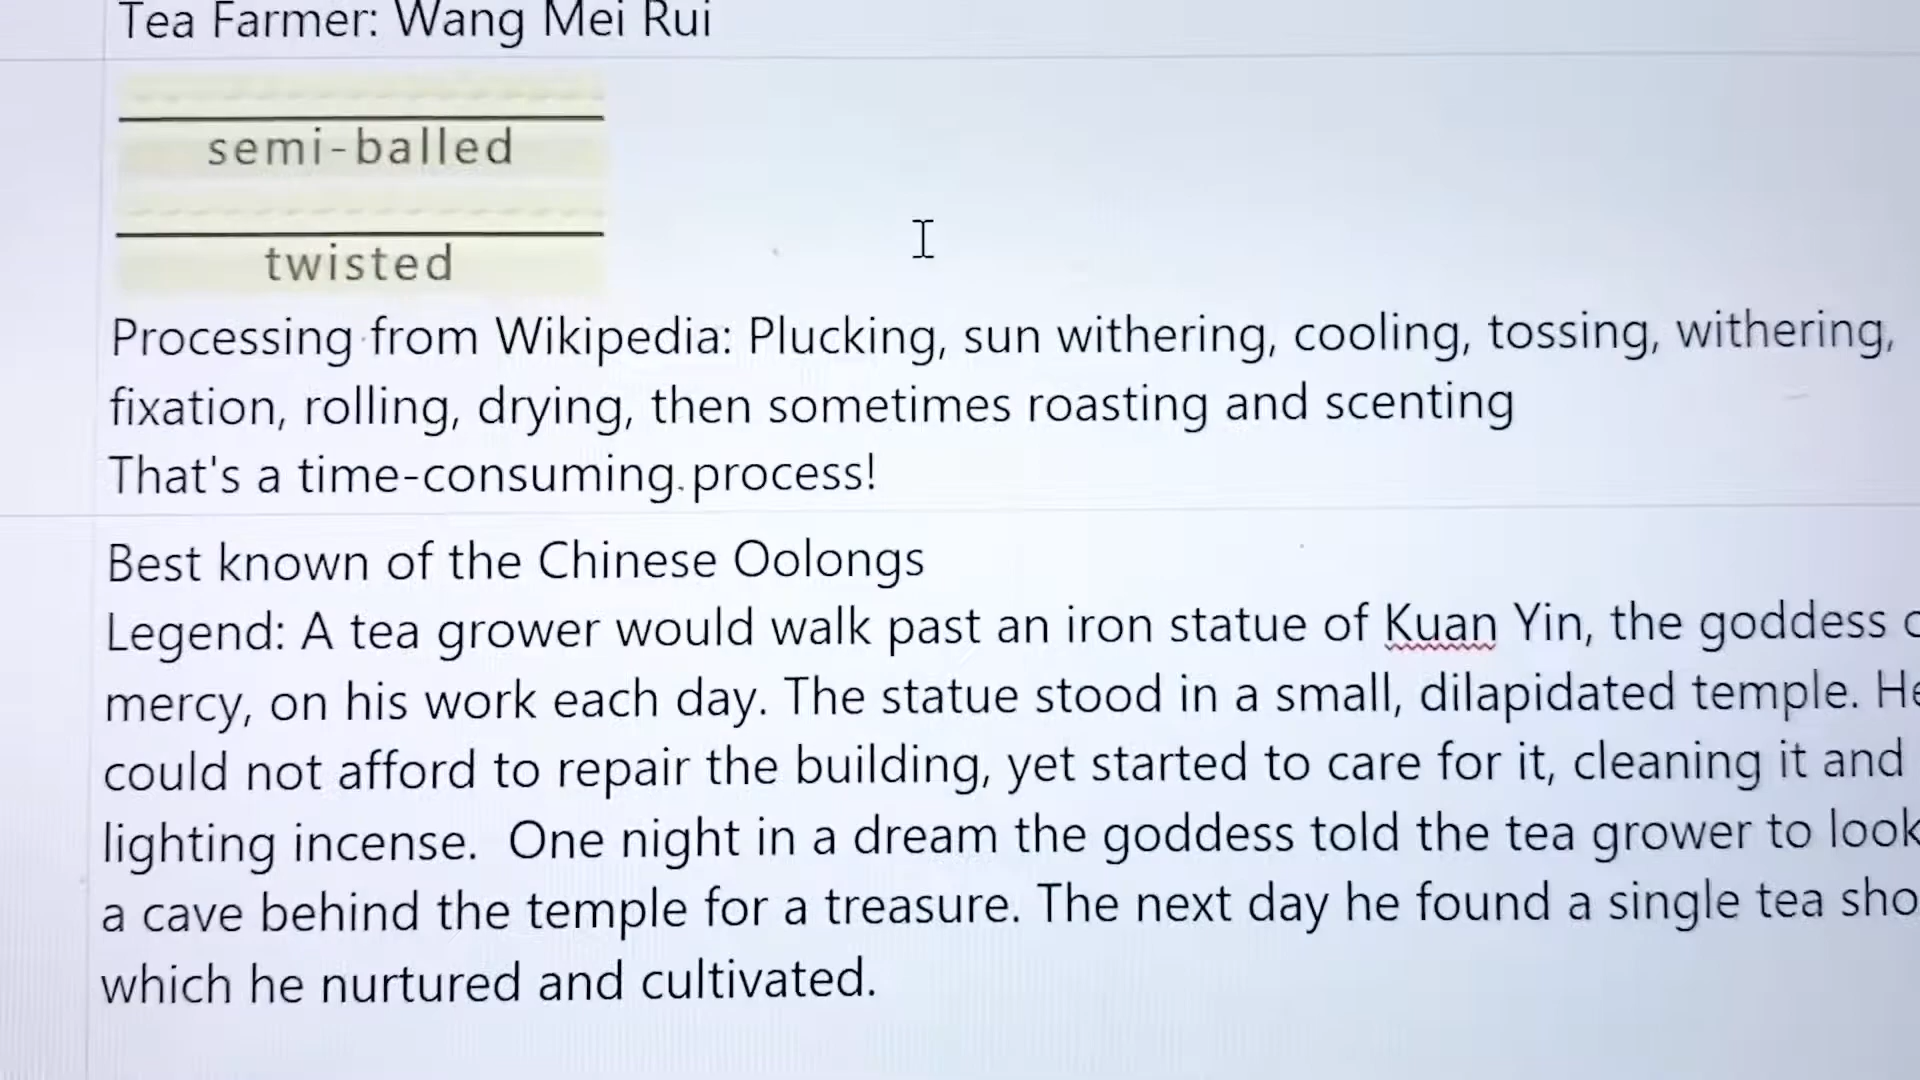 Tea Farmer: Wang Mei Rui
semi-balled
twisted
Processing from Wikipedia: Plucking, sun withering, cooling, tossing, withering,
fixation, rolling, drying, then sometimes roasting and scenting
That's a time-consuming process!
Best known of the Chinese Oolongs
Legend: A tea grower would walk past an iron statue of Kuan Yin, the goddess
mercy, on his work each day. The statue stood in a small, dilapidated temple. He
could not afford to repair the building, yet started to care for it, cleaning it and
lighting incense. One night in a dream the goddess told the tea grower to look
a cave behind the temple for a treasure. The next day he found a single tea sho
which he nurtured and cultivated.